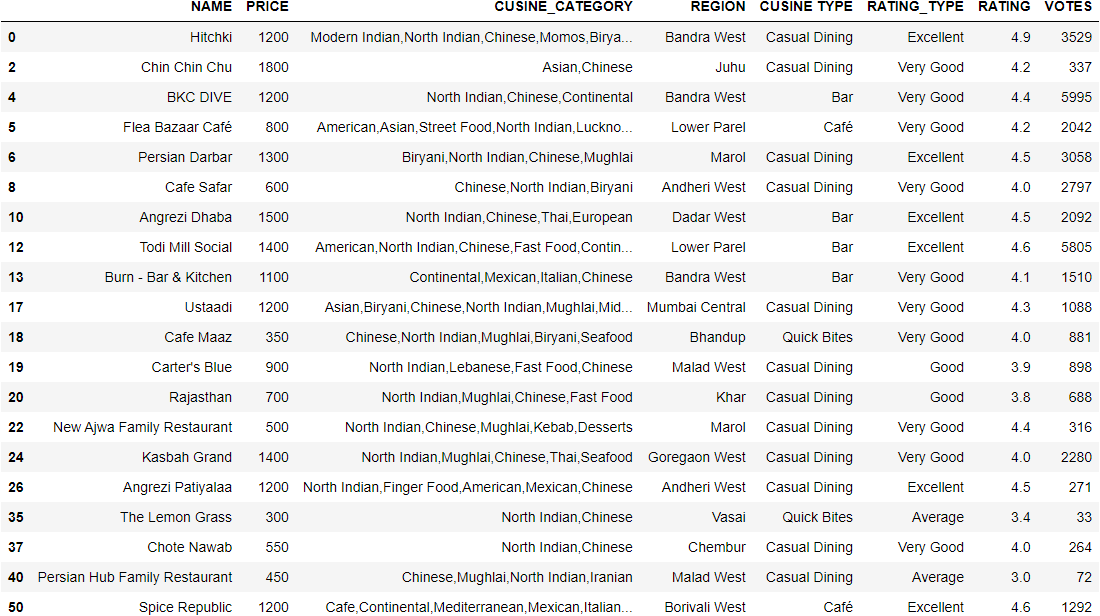 NAME PRICE CUSINE_CATEGORY REGION CUSINE TYPE RATING_TYPE RATING VOTES
0 Hitchki 1200 Modern Indian,North Indian,Chinese,Momos,Birya... Bandra West Casual Dining Excellent 4.9 3529
2 Chin Chin Chu 1800 Asian,Chinese Juhu Casual Dining Very Good 4.2 337
4 BKC DIVE 1200 North Indian,Chinese,Continental Bandra West Bar Very Good 4.4 5995
5 Flea Bazaar Café 800 American,Asian,Street Food,North Indian,Luckno... Lower Parel Café Very Good 4.2 2042
6 Persian Darbar 1300 Biryani,North Indian,Chinese,Mughlai Marol Casual Dining Excellent 4.5 3058
8 Cafe Safar 600 Chinese,North Indian,Biryani Andheri West Casual Dining Very Good 4.0 2797
10 Angrezi Dhaba 1500 North Indian,Chinese,Thai,European Dadar West Bar Excellent 4.5 2092
12 Todi Mill Social 1400 American,North Indian,Chinese,Fast Food,Contin... Lower Parel Bar Excellent 4.6 5805
13 Burn - Bar & Kitchen 1100 Continental,Mexican,Italian,Chinese Bandra West Bar Very Good 4.1 1510
17 Ustaadi 1200 Asian,Biryani,Chinese,North Indian,Mughlai,Mid... Mumbai Central Casual Dining Very Good 4.3 1088
18 Cafe Maaz 350 Chinese,North Indian,Mughlai,Biryani,Seafood Bhandup Quick Bites Very Good 4.0 881
19 Carter's Blue 900 North Indian,Lebanese,Fast Food,Chinese Malad West Casual Dining Good 3.9 898
20 Rajasthan 700 North Indian,Mughlai,Chinese,Fast Food Khar Casual Dining Good 3.8 688
22 New Ajwa Family Restaurant 500 North Indian,Chinese,Mughlai,Kebab,Desserts Marol Casual Dining Very Good 4.4 316
24 Kasbah Grand 1400 North Indian,Mughlai,Chinese,Thai,Seafood Goregaon West Casual Dining Very Good 4.0 2280
26 Angrezi Patiyalaa 1200 North Indian,Finger Food,American,Mexican,Chinese Andheri West Casual Dining Excellent 4.5 271
35 The Lemon Grass 300 North Indian,Chinese Vasai Quick Bites Average 3.4 33
37 Chote Nawab 550 North Indian,Chinese Chembur Casual Dining Very Good 4.0 264
40 Persian Hub Family Restaurant 450 Chinese,Mughlai,North Indian,Iranian Malad West Casual Dining Average 3.0 72
50 Spice Republic 1200 Cafe,Continental,Mediterranean,Mexican,Italian... Borivali West Café Excellent 4.6 1292